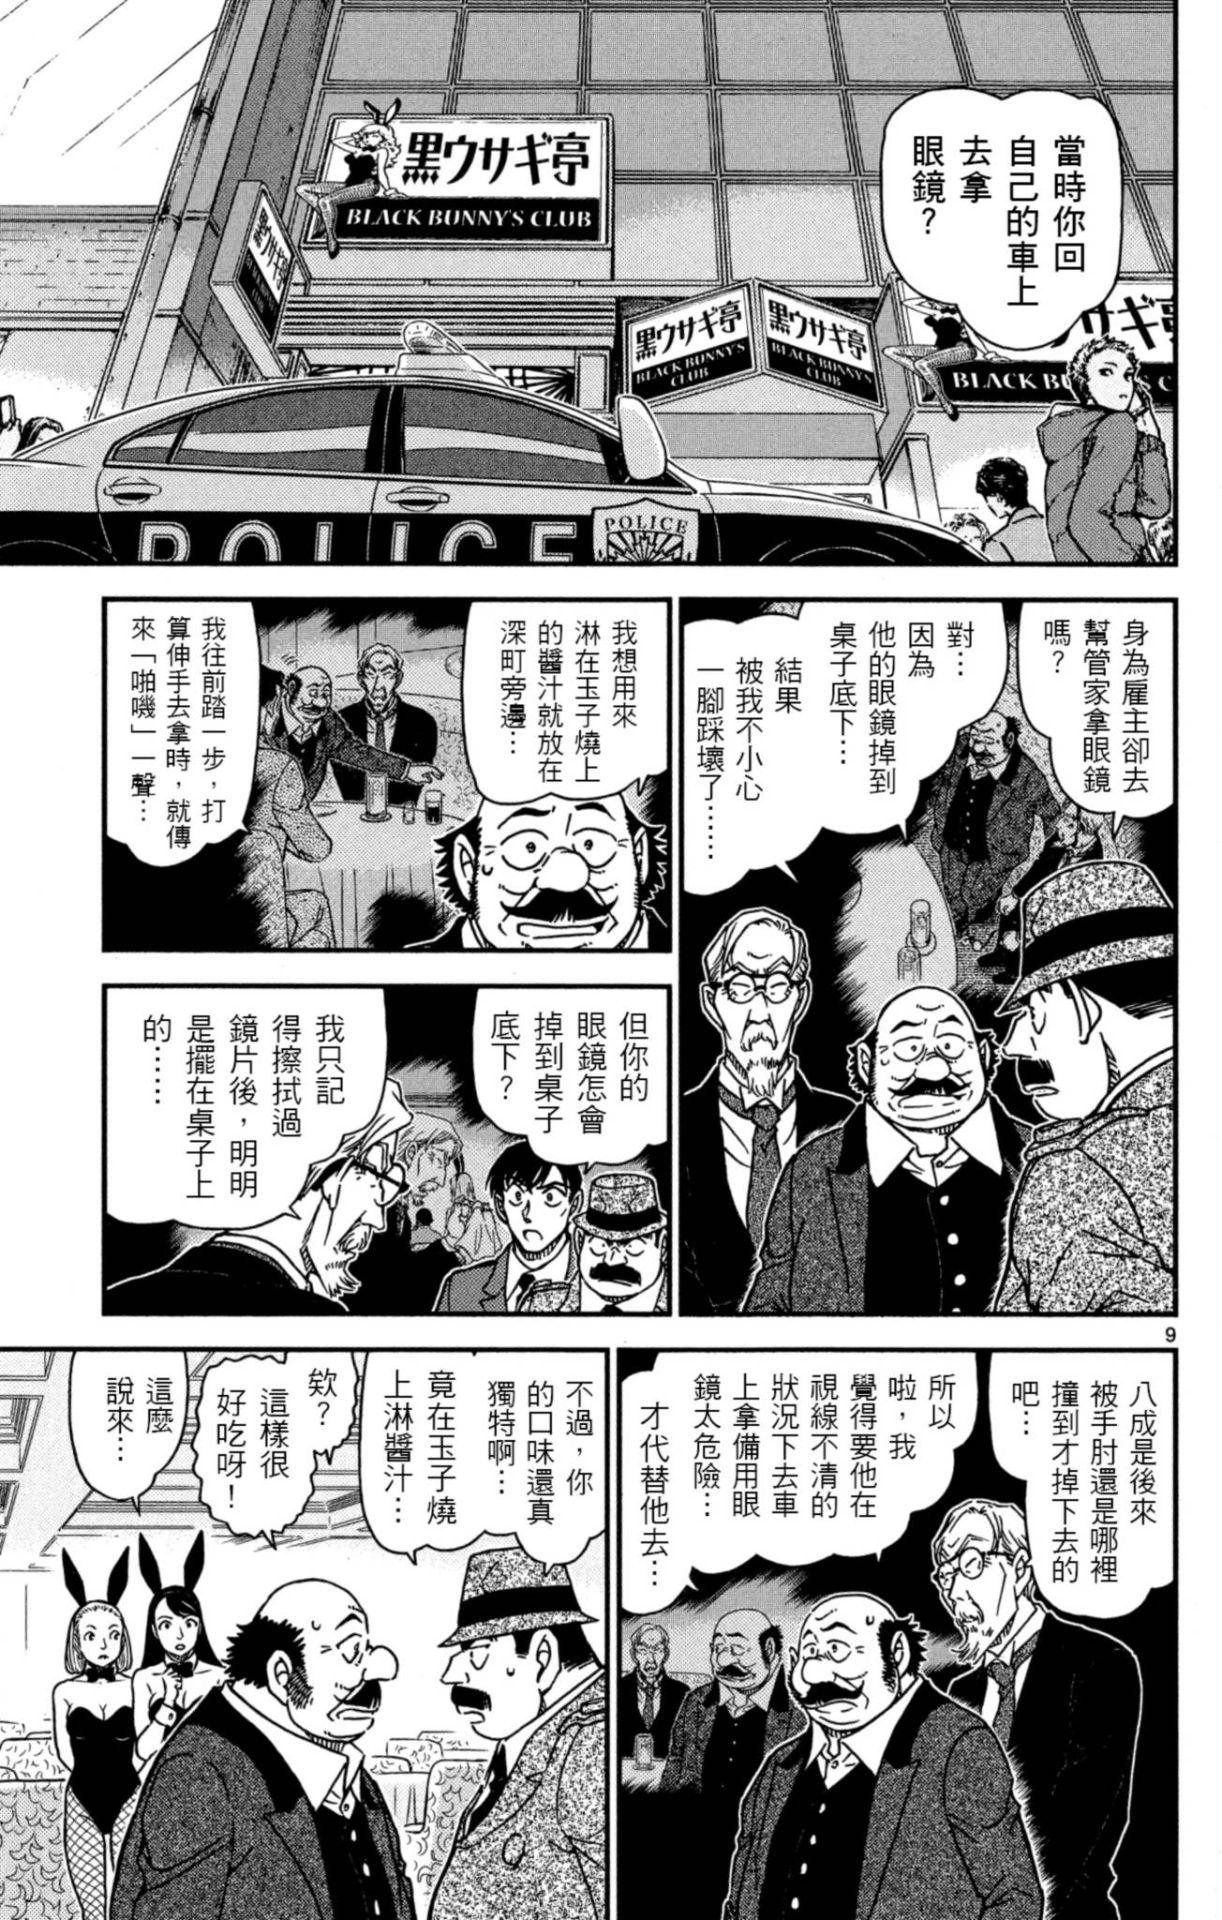 當時你回
自己的車上
去拿
眼鏡？
黒ウサギ亭
BLACK BUNNY'S CLUB
黒ウサギ亭
黒ウサギ亭
BLACK BUNNY'S
CLUB
黒ウサギ亭
BLACK BUNNY'S
CLUB
ウサギ亭
BLACK BU Y'S CLUB
POLICE
POLICE
身為雇主卻去
幫管家拿眼鏡
嗎？
對…
因為
他的眼鏡掉到
桌子底下…
結果
被我不小心
一腳踩壞了……
我想用來
淋在玉子燒上
的醬汁就放在
深町旁邊…
我往前踏一步，打
算伸手去拿時，就傳
來「啪嘰」一聲…
但你的
眼鏡怎會
掉到桌子
底下？
我只記
得擦拭過
鏡片後，明明
是擺在桌子上
的……
9
八成是後來
被手肘還是哪裡
撞到才掉下去的
吧…
所以
啦，我
覺得要他在
視線不清的
狀況下去車
上拿備用眼
鏡太危險…
才代替他去…
不過，你
的口味還真
獨特啊…
竟在玉子燒
上淋醬汁…
欸？
這樣很
好吃呀！
這麼
說來…